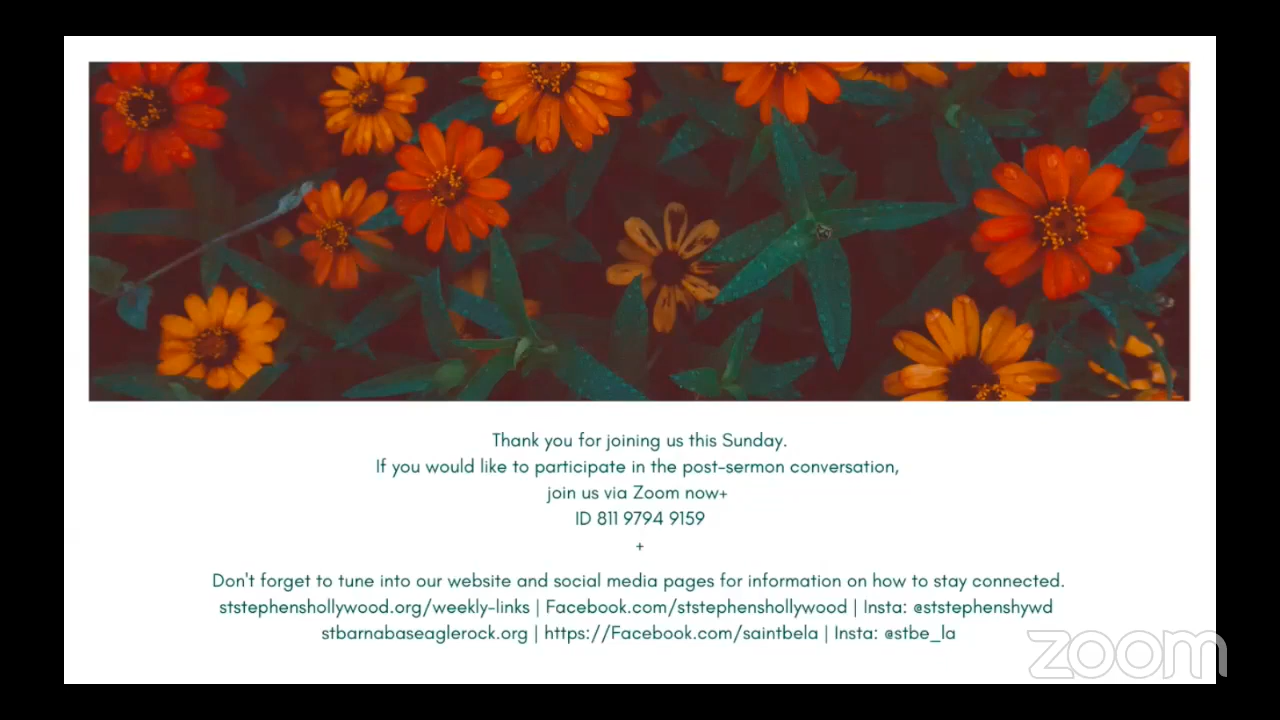 Thank you for joining us this Sunday.
If you would like to participate in the post-sermon conversation,
join us via Zoom now+
ID 811 9794 9159
+
Don't forget to tune into our website and social media pages for information on how to stay connected.
ststephenshollywood.org/weekly-links | Facebook.com/ststephenshollywood | Insta: @ststephenshywd
stbarnabaseaglerock.org | https://Facebook.com/saintbela | Insta: @stbe_la
zoom